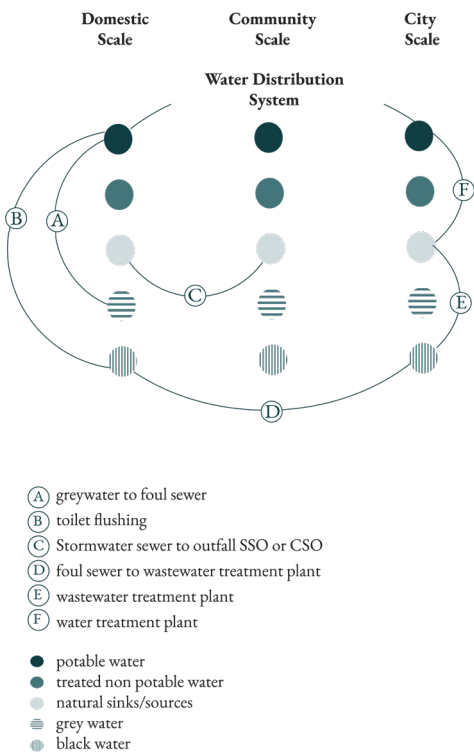 Domestic Scale
Community Scale
City Scale
Water Distribution
System
F
B
A
C
E
D
A greywater to foul sewer
B toilet flushing
C Stormwater sewer to outfall SSO or CSO
D foul sewer to wastewater treatment plant
E wastewater treatment plant
F water treatment plant
potable water
treated non potable water
natural sinks/sources
grey water
black water